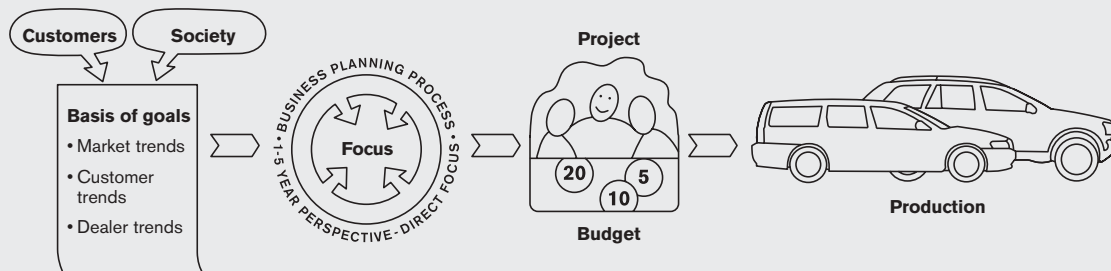 Customers
Society
Basis of goals
• Market trends
• Customer
trends
• Dealer trends
• BUSINESS PLANNING PROCESS • 1-5 YEAR PERSPECTIVE - DIRECT FOCUS
Focus
Project
20
5
10
Budget
Production